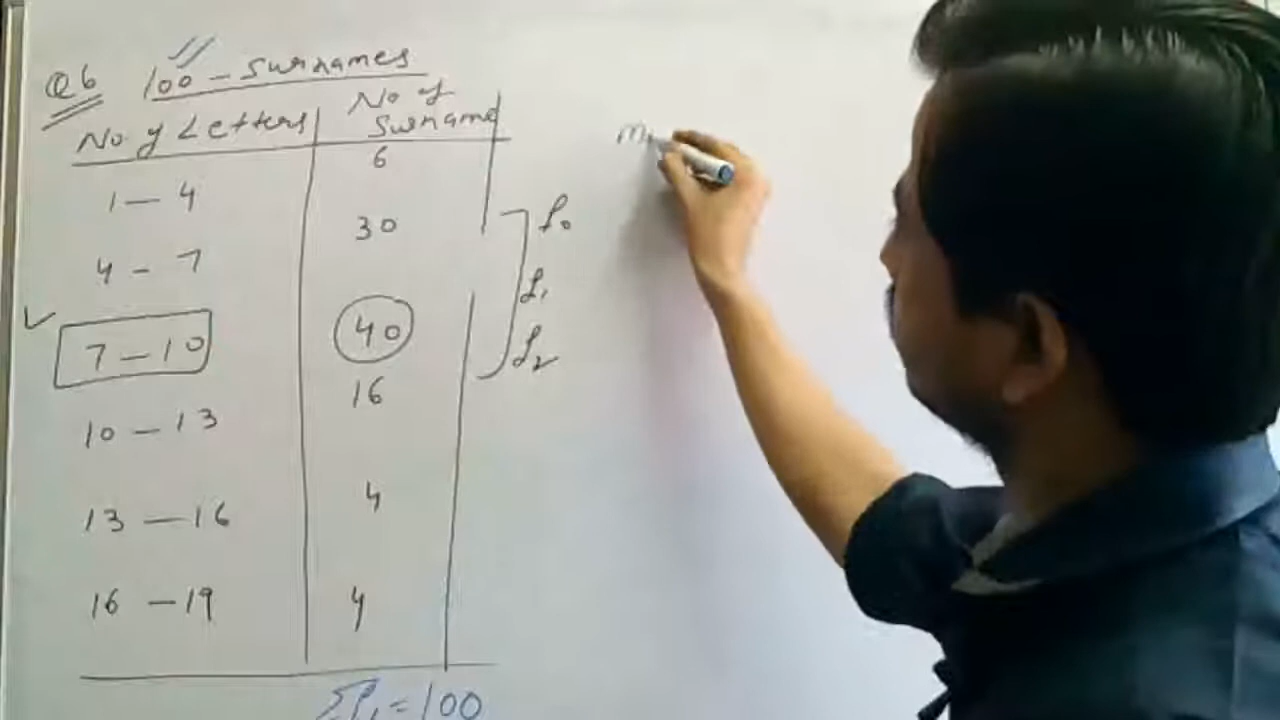 Q6 100 - Surnames
No of Letters No of Surname
1 - 4 6
4 - 7 30 f₀
7 - 10 40 f₁
10 - 13 16 f₂
13 - 16 4
16 - 19 4
Σfᵢ = 100